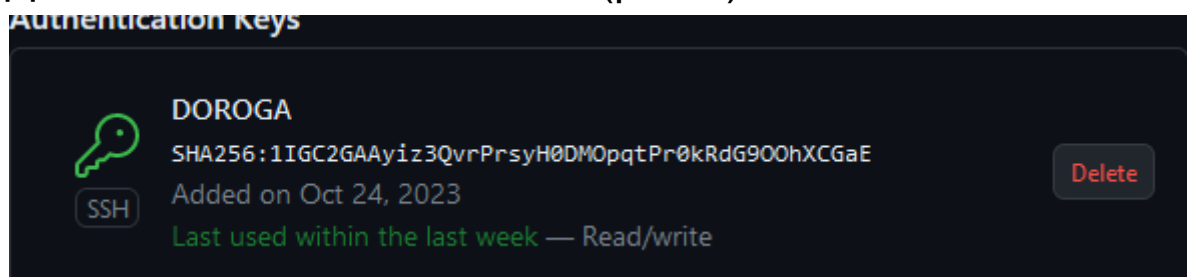 Authentication Keys
DOROGA
SHA256:1IGC2GAAyiz3QvrPrsyH0DMOpqtPr0kRdG9OOhXCGaE
Added on Oct 24, 2023
SSH
Last used within the last week — Read/write
Delete